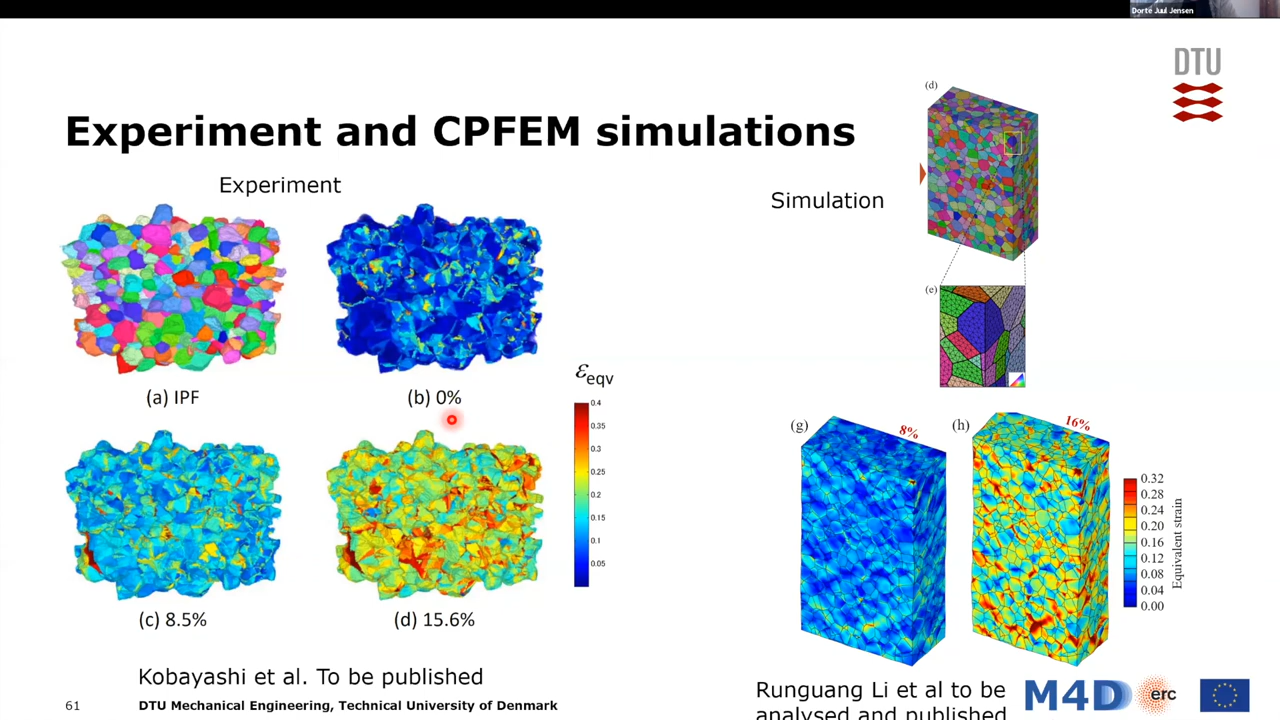 Dorte Juul Jensen
DTU
Experiment and CPFEM simulations
Experiment
Simulation
(d)
(e)
(a) IPF
(b) 0%
εeqv
0.4
0.35
0.3
0.25
0.2
0.15
0.1
0.05
(c) 8.5%
(d) 15.6%
(g)
8%
(h)
16%
0.32
0.28
0.24
0.20
0.16
0.12
0.08
0.04
0.00
Equivalent strain
Kobayashi et al. To be published
Runguang Li et al to be
analysed and published
M4D
erc
61
DTU Mechanical Engineering, Technical University of Denmark